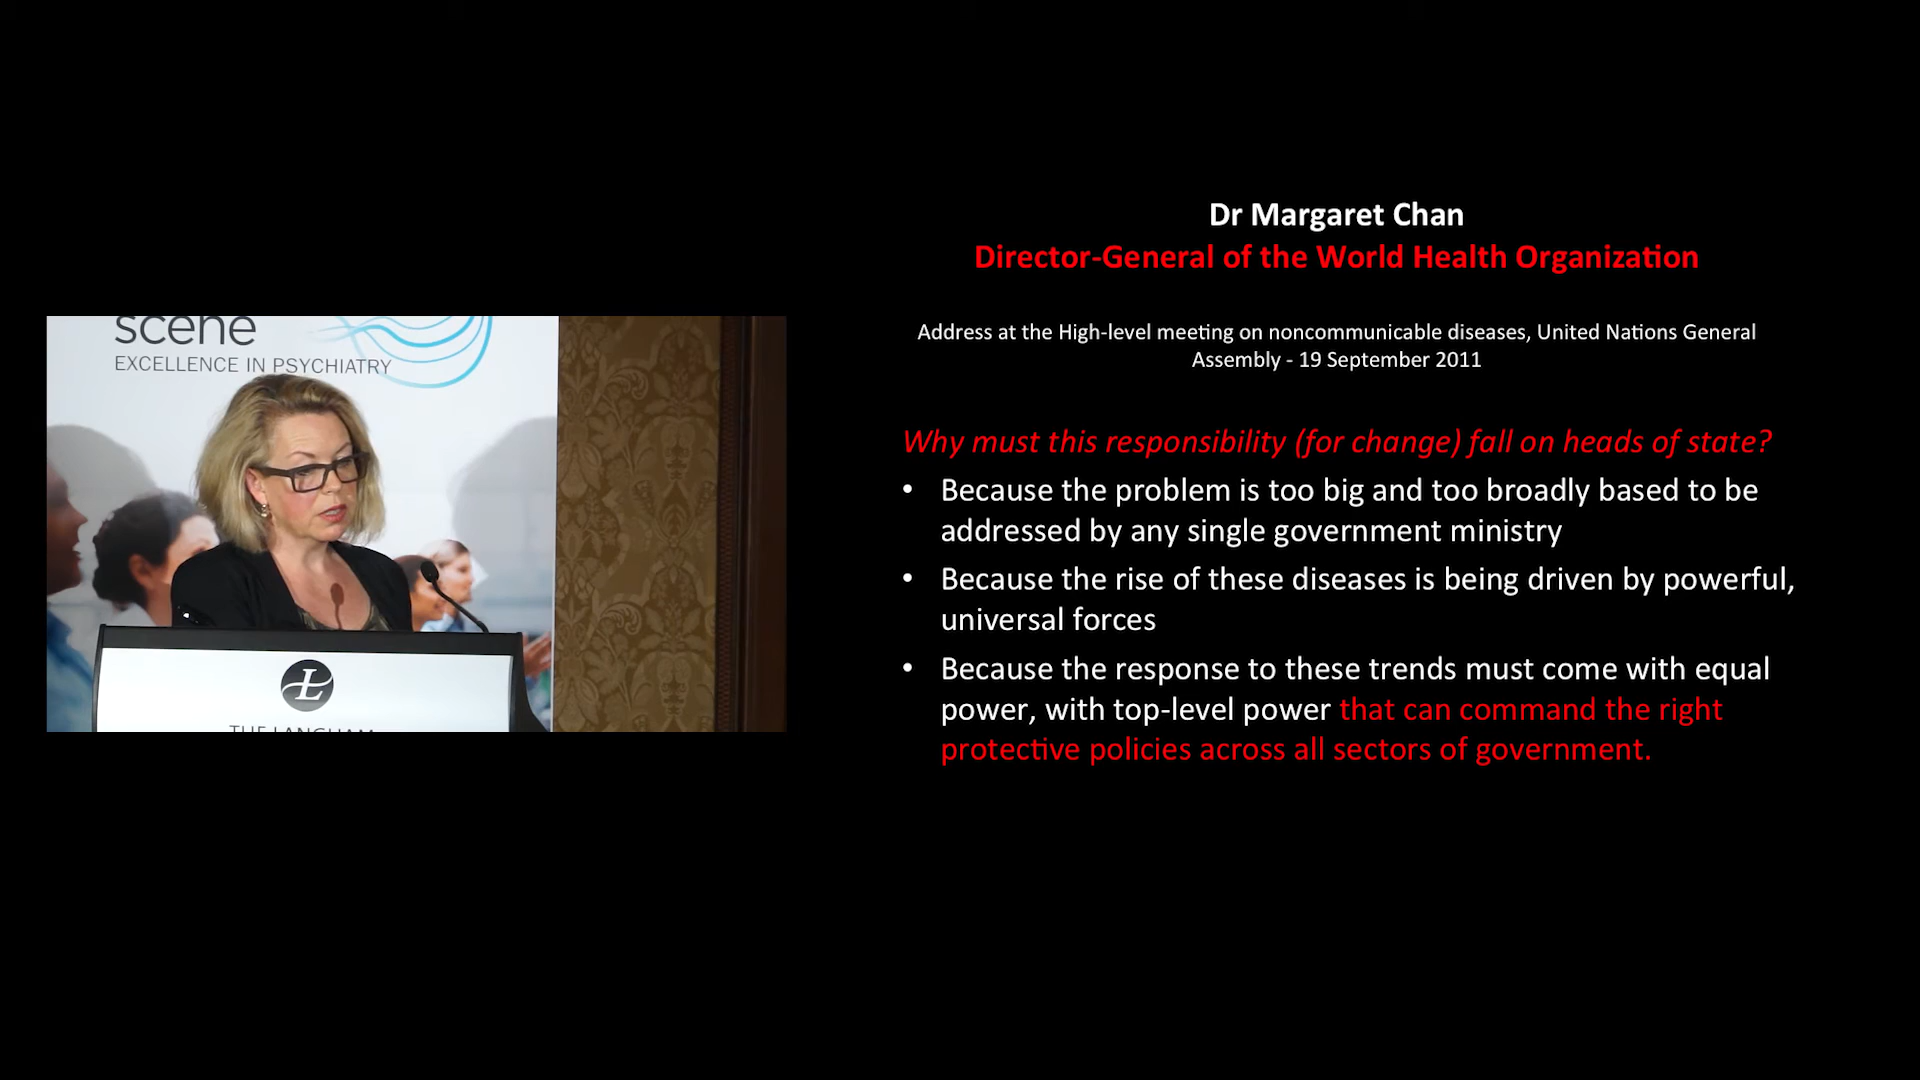 scene
EXCELLENCE IN PSYCHIATRY
L
THE LANGHAM
Dr Margaret Chan
Director-General of the World Health Organization
Address at the High-level meeting on noncommunicable diseases, United Nations General
Assembly - 19 September 2011
Why must this responsibility (for change) fall on heads of state?
• Because the problem is too big and too broadly based to be
addressed by any single government ministry
• Because the rise of these diseases is being driven by powerful,
universal forces
• Because the response to these trends must come with equal
power, with top-level power that can command the right
protective policies across all sectors of government.